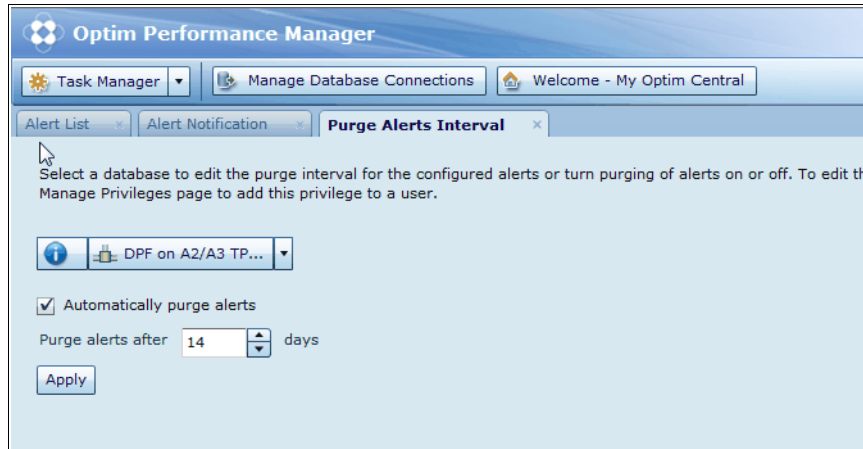 Optim Performance Manager
Task Manager Manage Database Connections Welcome - My Optim Central
Alert List Alert Notification Purge Alerts Interval
Select a database to edit the purge interval for the configured alerts or turn purging of alerts on or off. To edit
Manage Privileges page to add this privilege to a user.
DPF on A2/A3 TP...
Automatically purge alerts
Purge alerts after 14 days
Apply